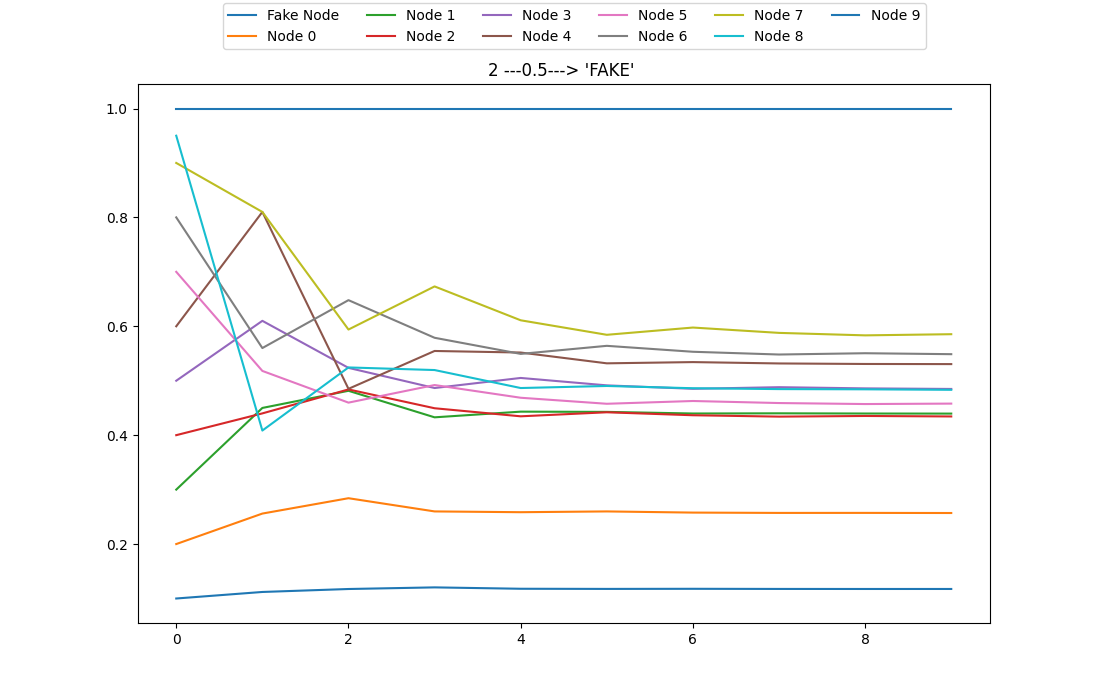 Fake Node Node 1 Node 3 Node 5 Node 7 Node 9
Node 0 Node 2 Node 4 Node 6 Node 8
2 ---0.5---> 'FAKE'
1.0
0.8
0.6
0.4
0.2
0 2 4 6 8